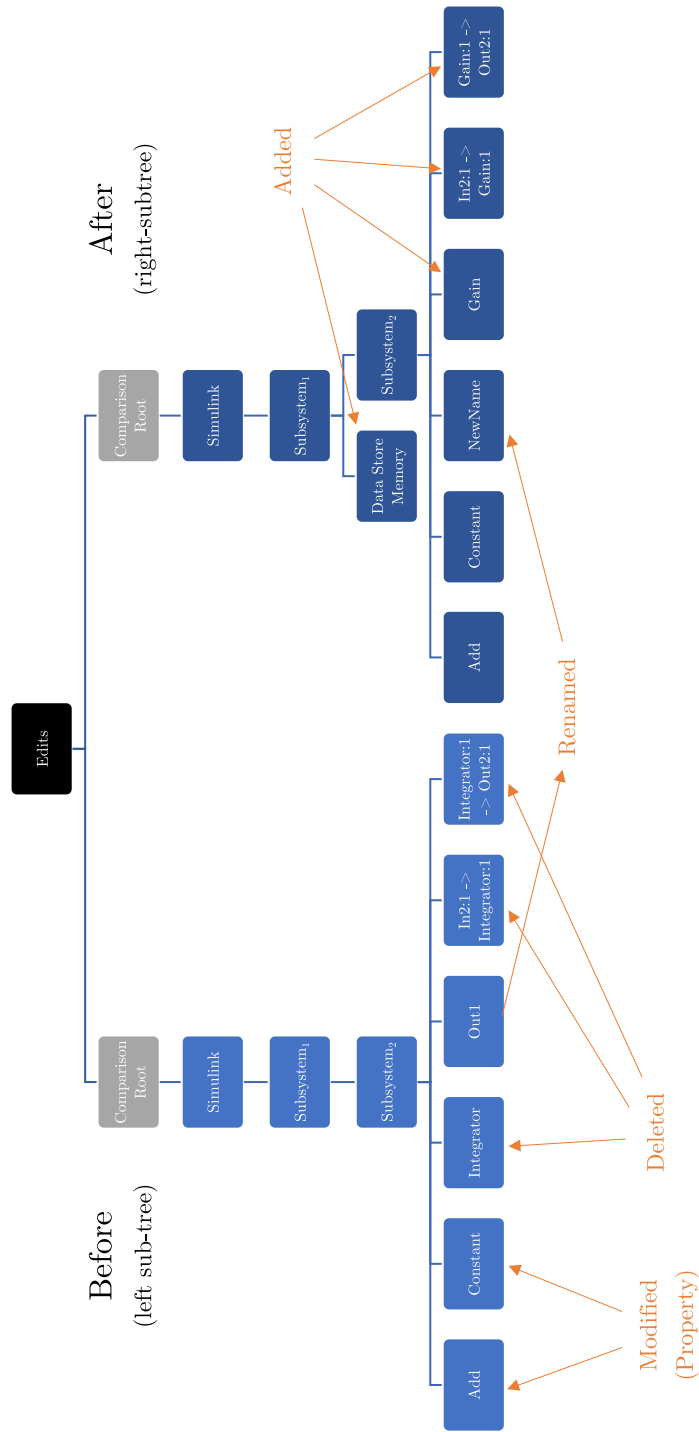 Edits
Before
(left sub-tree)
After
(right-subtree)
Comparison
Root
Comparison
Root
Simulink
Simulink
Subsystem₁
Subsystem₁
Added
Subsystem₂
Data Store
Memory
Subsystem₂
Add
Constant
Integrator
Out1
In2:1 ->
Integrator:1
Integrator:1
-> Out2:1
Add
Constant
NewName
Gain
In2:1 ->
Gain:1
Gain:1 ->
Out2:1
Renamed
Modified
(Property)
Deleted